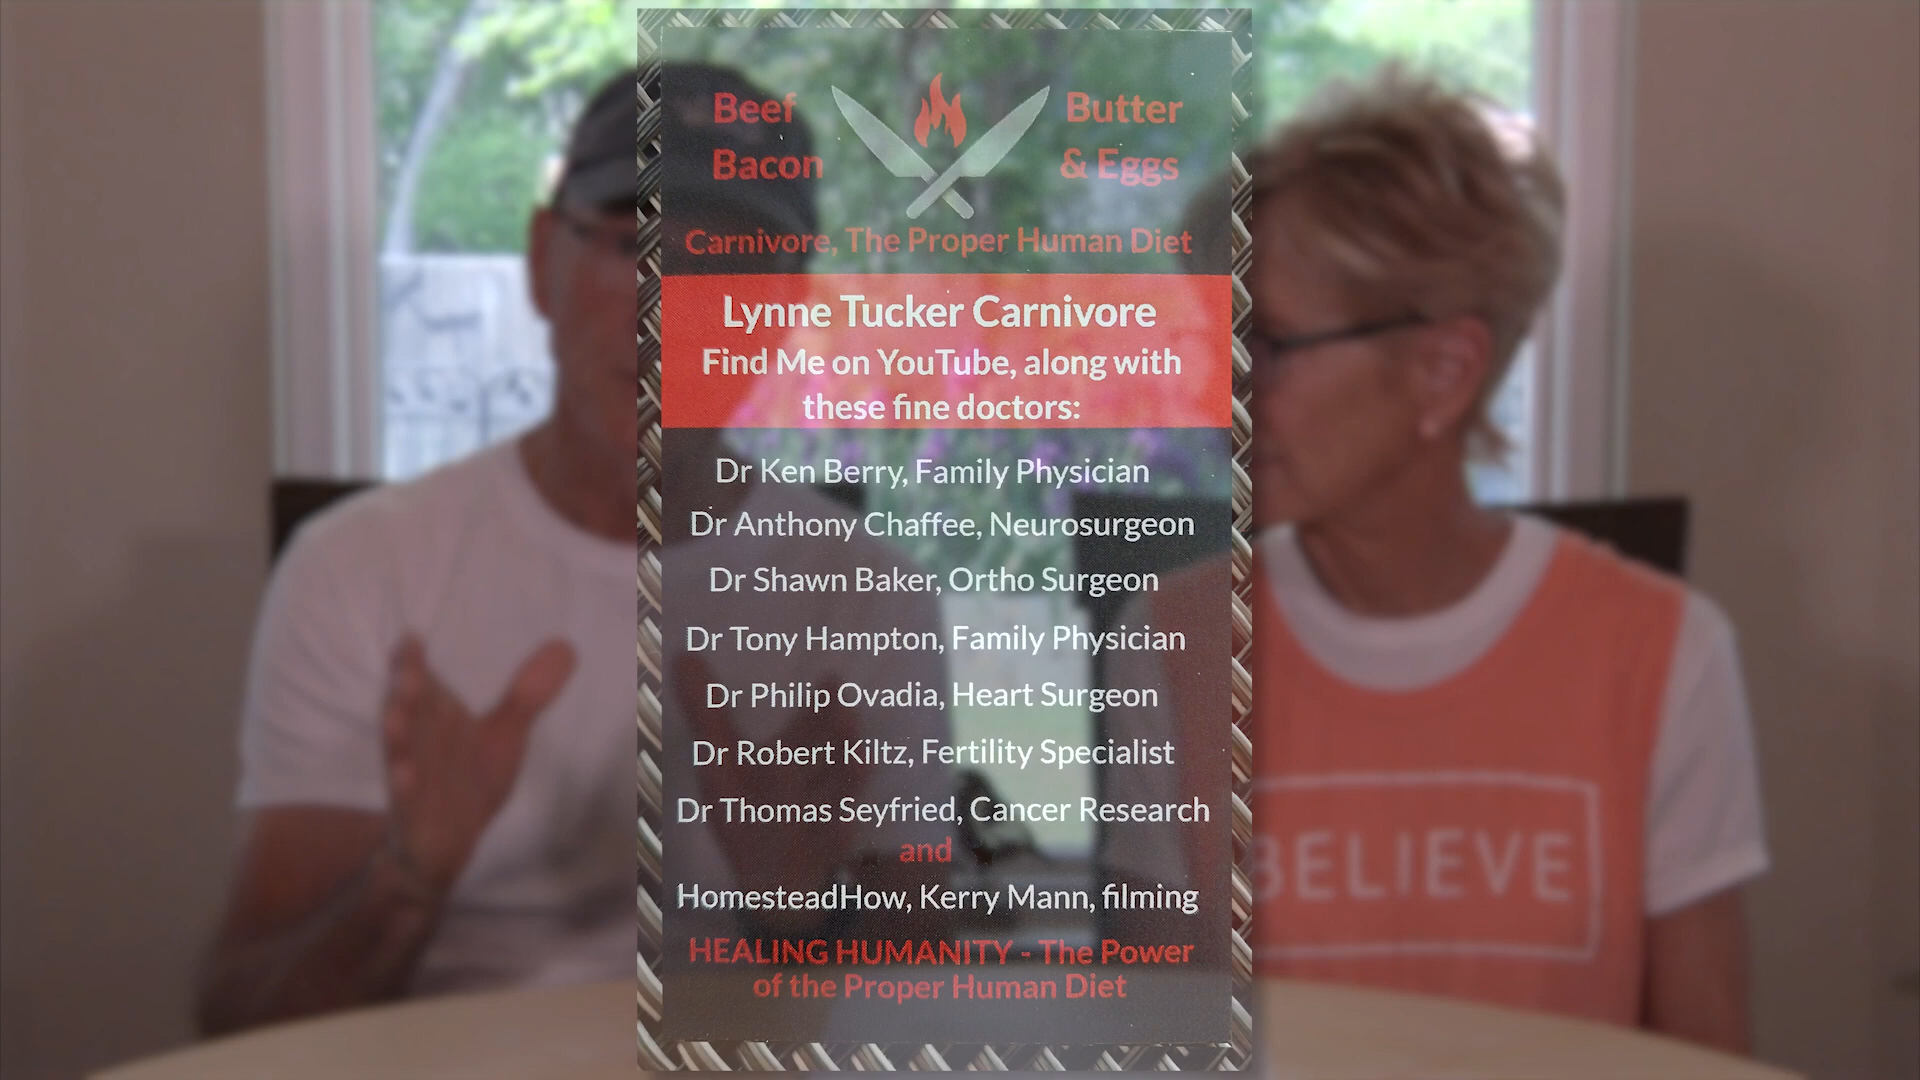 Beef
Bacon
Butter
& Eggs
Carnivore, The Proper Human Diet
Lynne Tucker Carnivore
Find Me on YouTube, along with
these fine doctors:
Dr Ken Berry, Family Physician
Dr Anthony Chaffee, Neurosurgeon
Dr Shawn Baker, Ortho Surgeon
Dr Tony Hampton, Family Physician
Dr Philip Ovadia, Heart Surgeon
Dr Robert Kiltz, Fertility Specialist
Dr Thomas Seyfried, Cancer Research
and
HomesteadHow, Kerry Mann, filming
HEALING HUMANITY - The Power
of the Proper Human Diet
BELIEVE